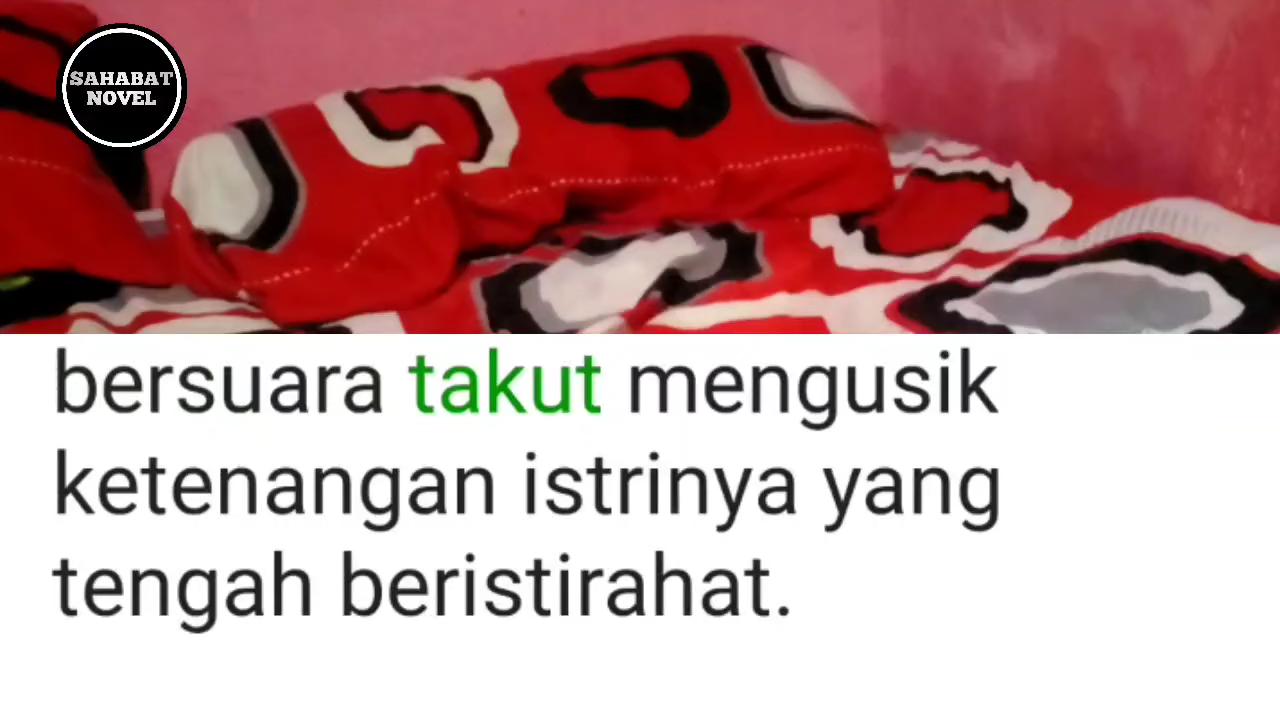 SAHABAT
NOVEL
bersuara takut mengusik
ketenangan istrinya yang
tengah beristirahat.